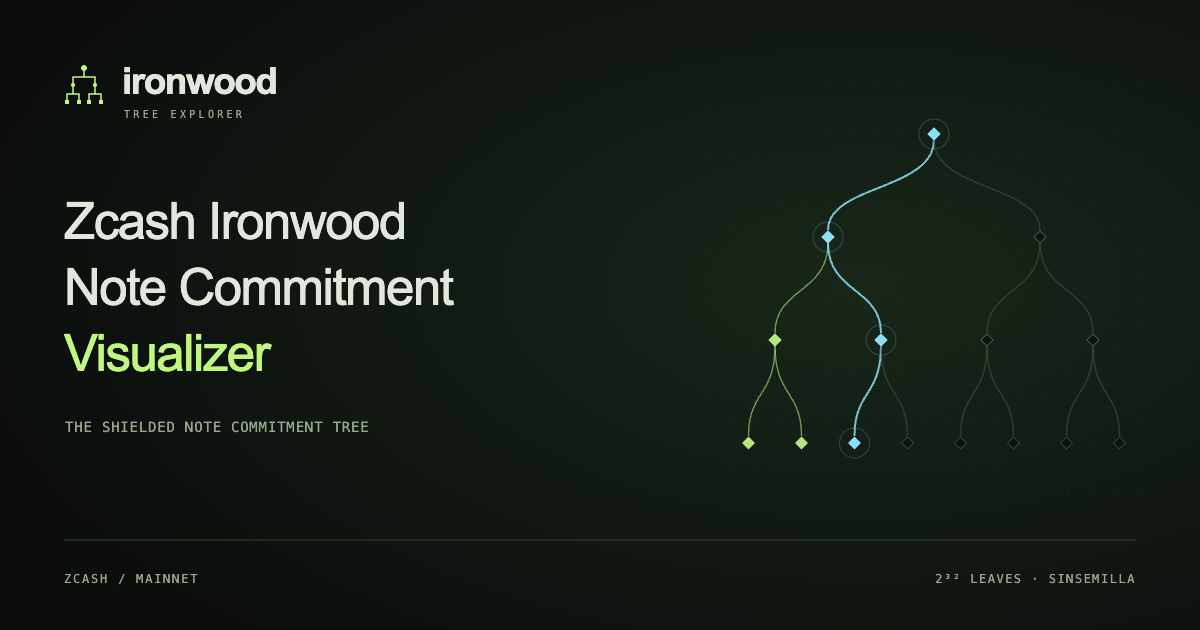 ironwood
TREE EXPLORER
Zcash Ironwood
Note Commitment
Visualizer
THE SHIELDED NOTE COMMITMENT TREE
ZCASH / MAINNET
2³² LEAVES · SINSEMILLA